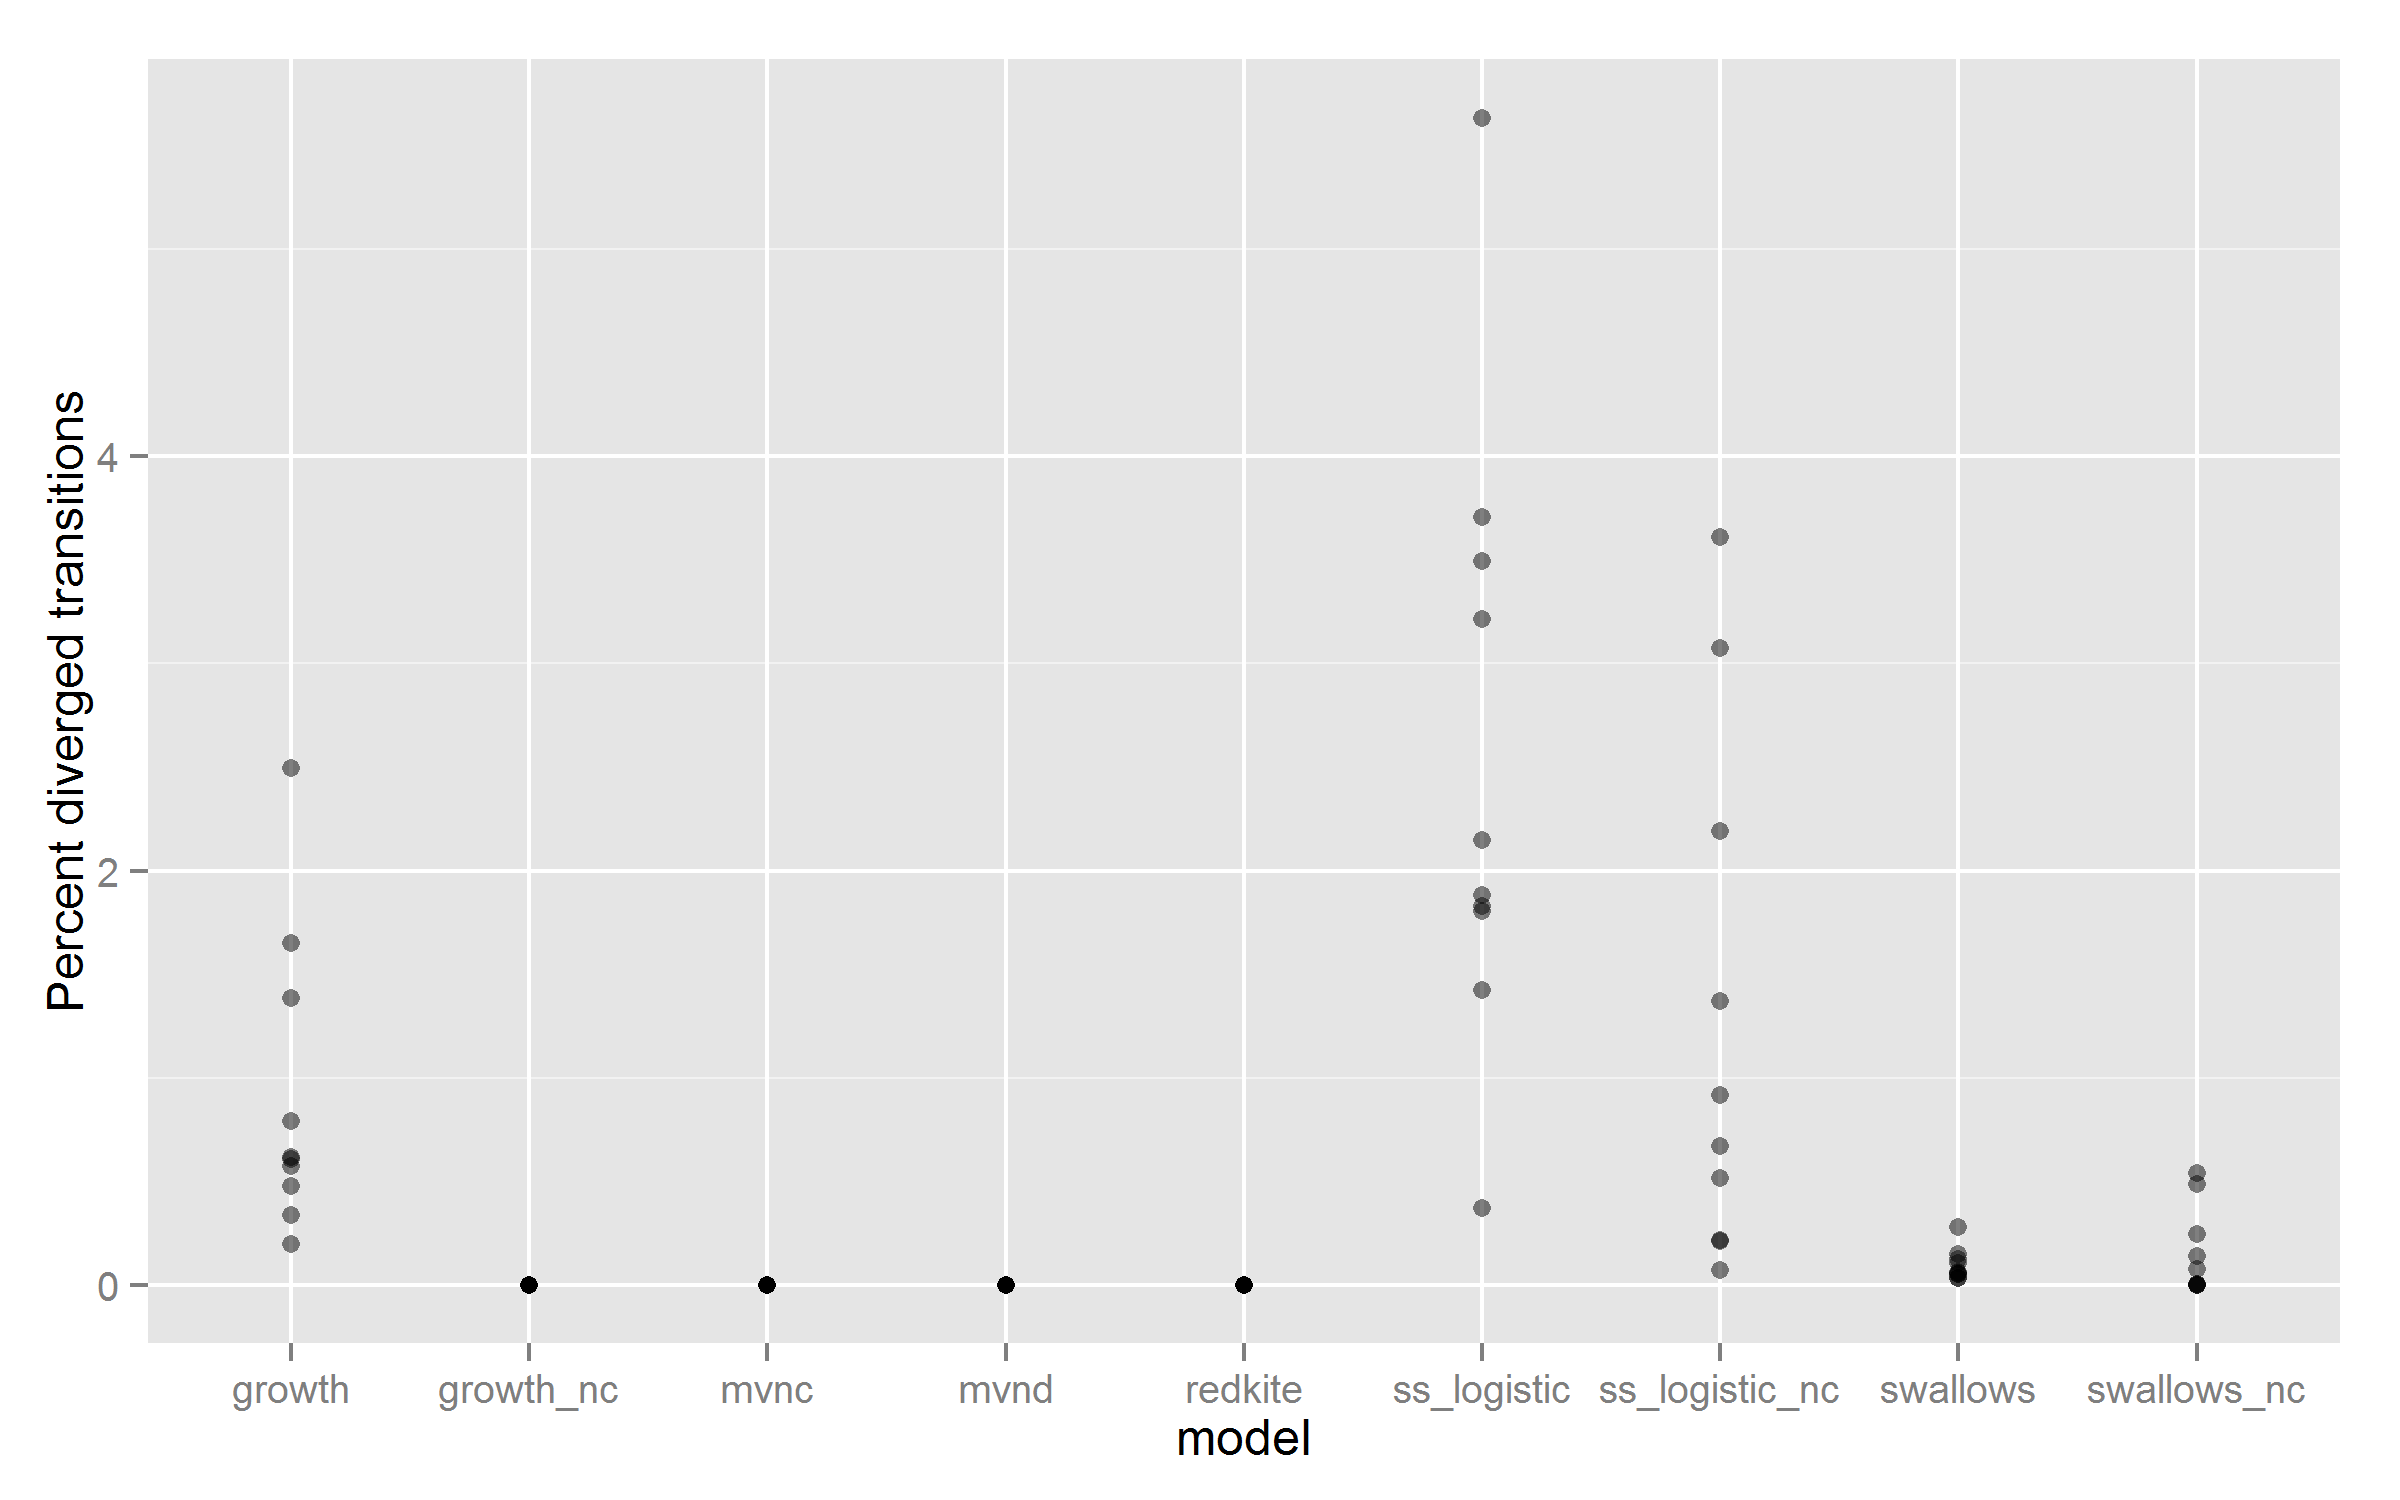 Percent diverged transitions
4
2
0
growth growth_nc mvnc mvnd redkite ss_logistic ss_logistic_nc swallows swallows_nc
model